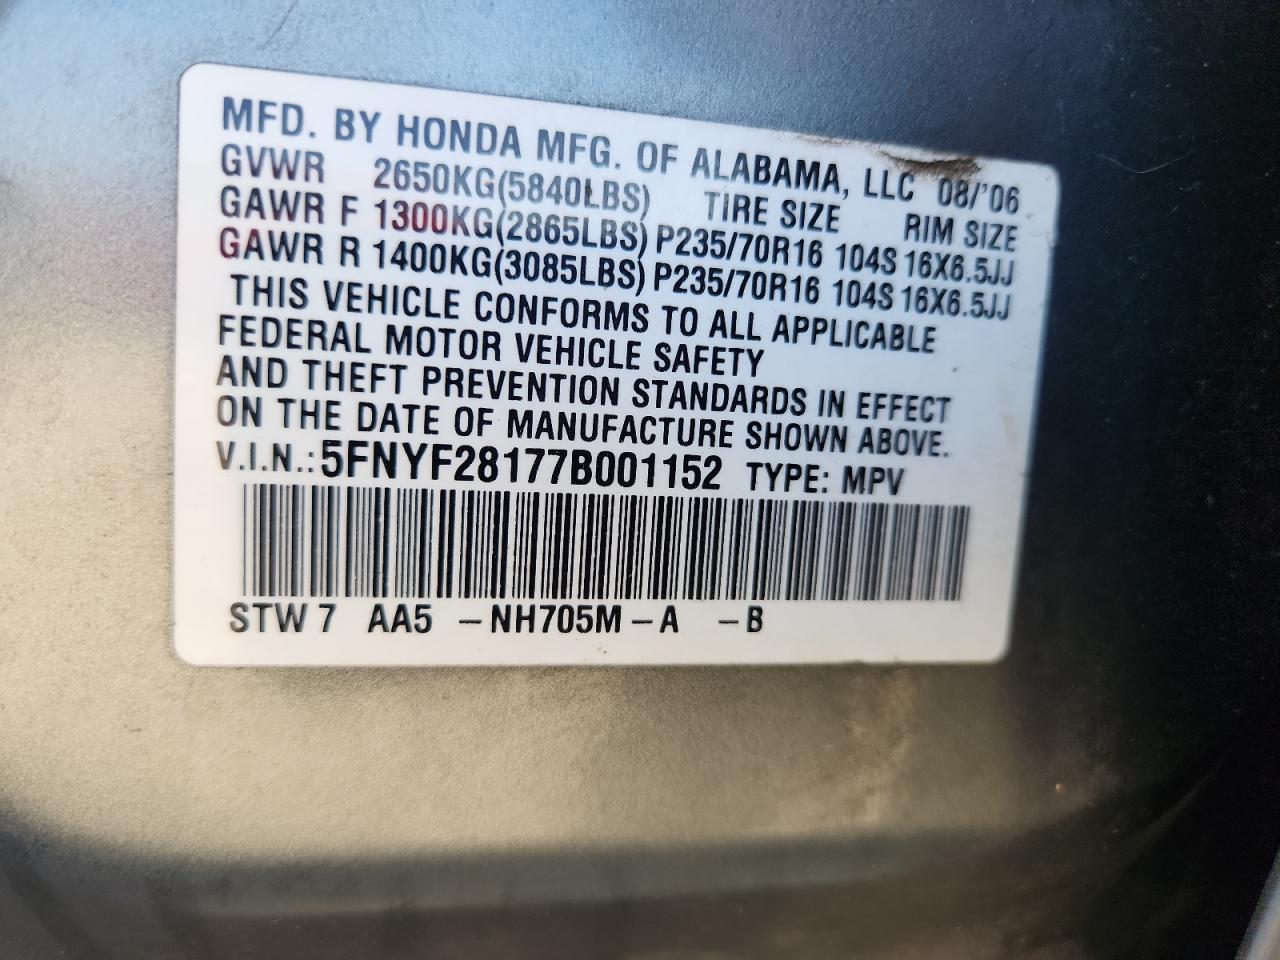 MFD. BY HONDA MFG. OF ALABAMA, LLC 08/'06
GVWR 2650KG(5840LBS) TIRE SIZE RIM SIZE
GAWR F 1300KG(2865LBS) P235/70R16 104S 16X6.5JJ
GAWR R 1400KG(3085LBS) P235/70R16 104S 16X6.5JJ
THIS VEHICLE CONFORMS TO ALL APPLICABLE
FEDERAL MOTOR VEHICLE SAFETY
AND THEFT PREVENTION STANDARDS IN EFFECT
ON THE DATE OF MANUFACTURE SHOWN ABOVE.
V.I.N.: 5FNYF28177B001152 TYPE: MPV
STW7 AA5 -NH705M-A -B